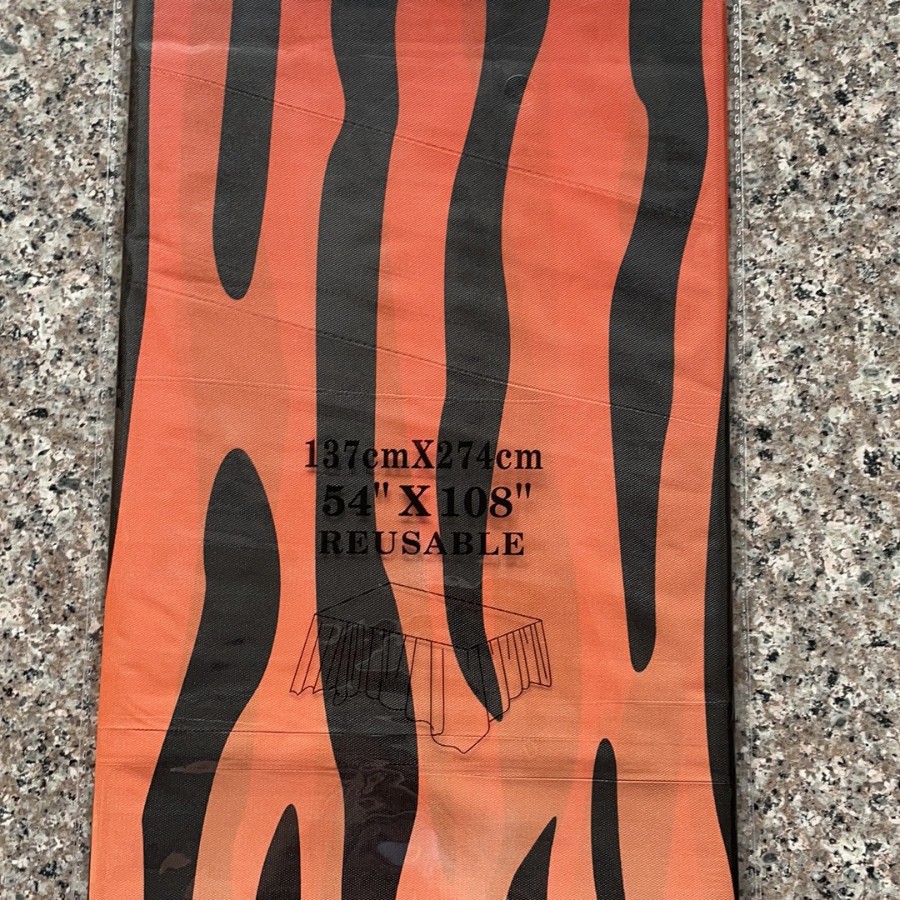 137cmX274cm
54" X 108"
REUSABLE